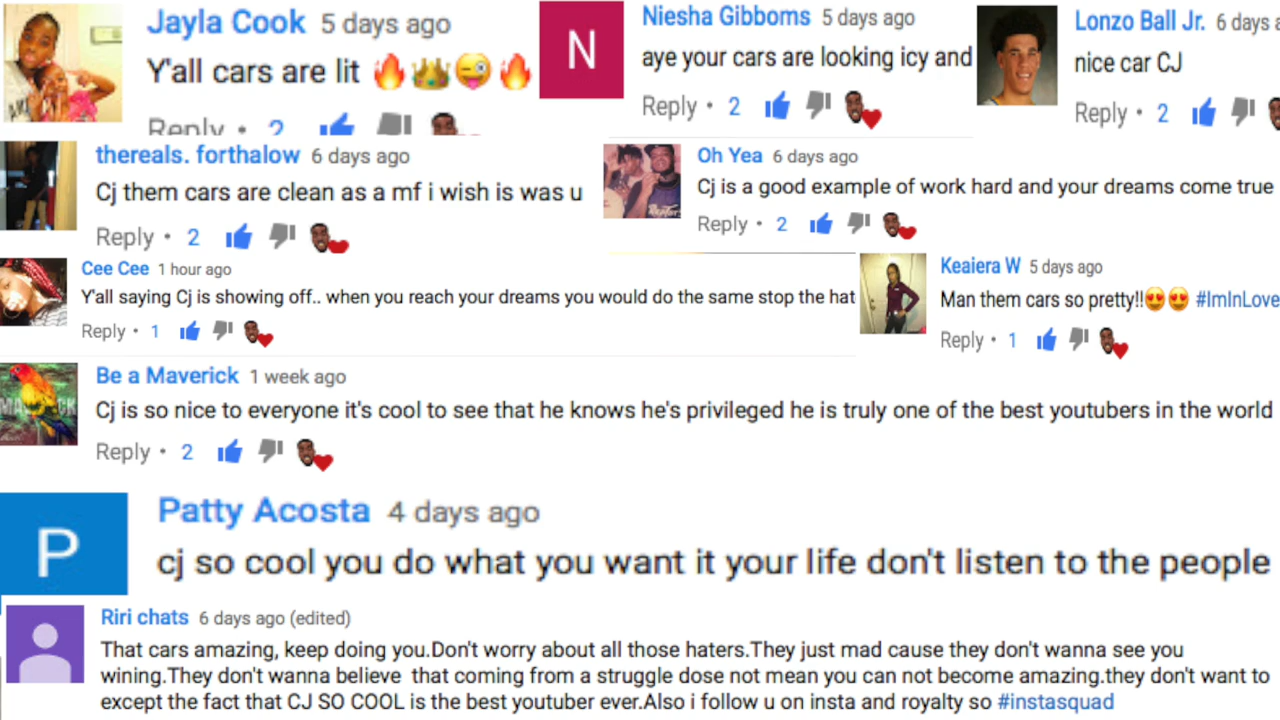 Jayla Cook 5 days ago
Y'all cars are lit 🔥👑😜🔥
Reply • 2
N
Niesha Gibboms 5 days ago
aye your cars are looking icy and
Reply • 2
Lonzo Ball Jr. 6 days a
nice car CJ
Reply • 2
thereals. forthalow 6 days ago
Cj them cars are clean as a mf i wish is was u
Reply • 2
Oh Yea 6 days ago
Cj is a good example of work hard and your dreams come true
Reply • 2
Cee Cee 1 hour ago
Y'all saying Cj is showing off.. when you reach your dreams you would do the same stop the hat
Reply • 1
Keaiera W 5 days ago
Man them cars so pretty!!😍😍 #ImInLove
Reply • 1
Be a Maverick 1 week ago
Cj is so nice to everyone it's cool to see that he knows he's privileged he is truly one of the best youtubers in the world
Reply • 2
P
Patty Acosta 4 days ago
cj so cool you do what you want it your life don't listen to the people
Riri chats 6 days ago (edited)
That cars amazing, keep doing you.Don't worry about all those haters.They just mad cause they don't wanna see you
wining.They don't wanna believe that coming from a struggle dose not mean you can not become amazing.they don't want to
except the fact that CJ SO COOL is the best youtuber ever.Also i follow u on insta and royalty so #instasquad